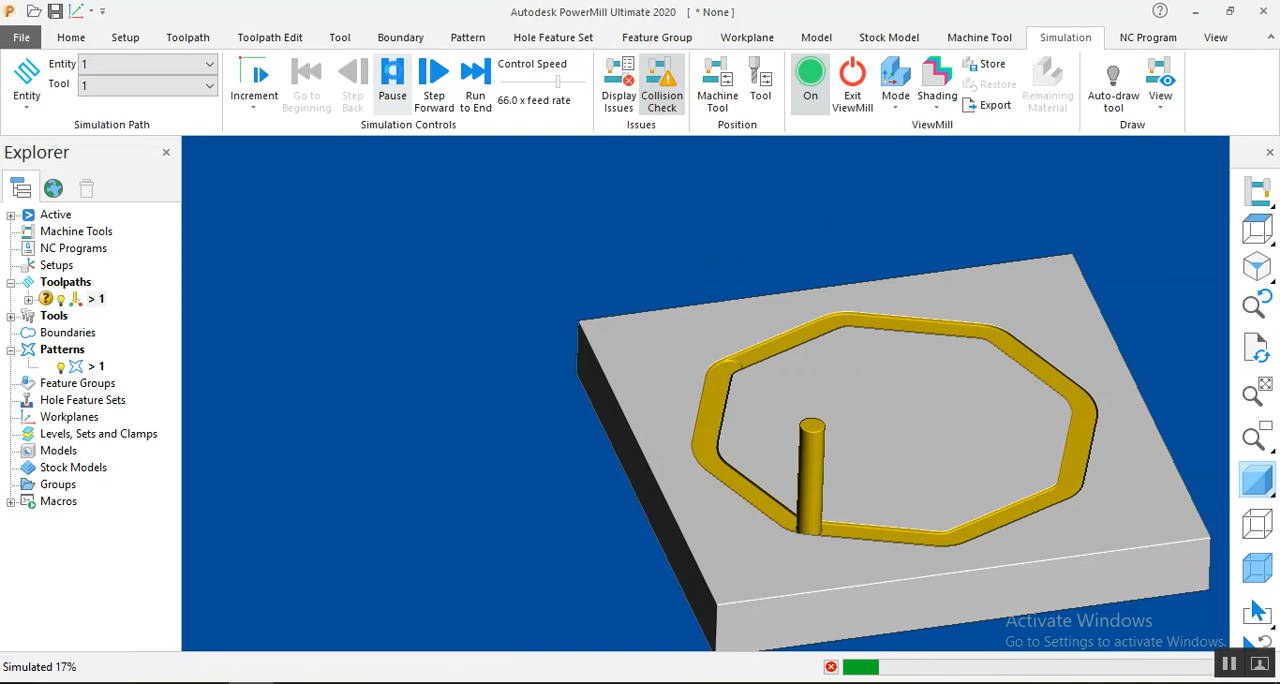 Autodesk PowerMill Ultimate 2020 [ * None ]
File Home Setup Toolpath Toolpath Edit Tool Boundary Pattern Hole Feature Set Feature Group Workplane Model Stock Model Machine Tool Simulation NC Program View
Entity
Entity 1
Tool 1
Simulation Path
Increment
Go to Beginning
Step Back
Pause
Step Forward
Run to End
Control Speed
66.0 x feed rate
Simulation Controls
Display Issues
Collision Check
Issues
Machine Tool
Tool
Position
On
Exit ViewMill
Mode
Shading
Store
Restore
Export
Remaining Material
ViewMill
Auto-draw tool
View
Draw
Explorer
Active
Machine Tools
NC Programs
Setups
Toolpaths
> 1
Tools
Boundaries
Patterns
> 1
Feature Groups
Hole Feature Sets
Workplanes
Levels, Sets and Clamps
Models
Stock Models
Groups
Macros
Activate Windows
Go to Settings to activate Windows.
Simulated 17%